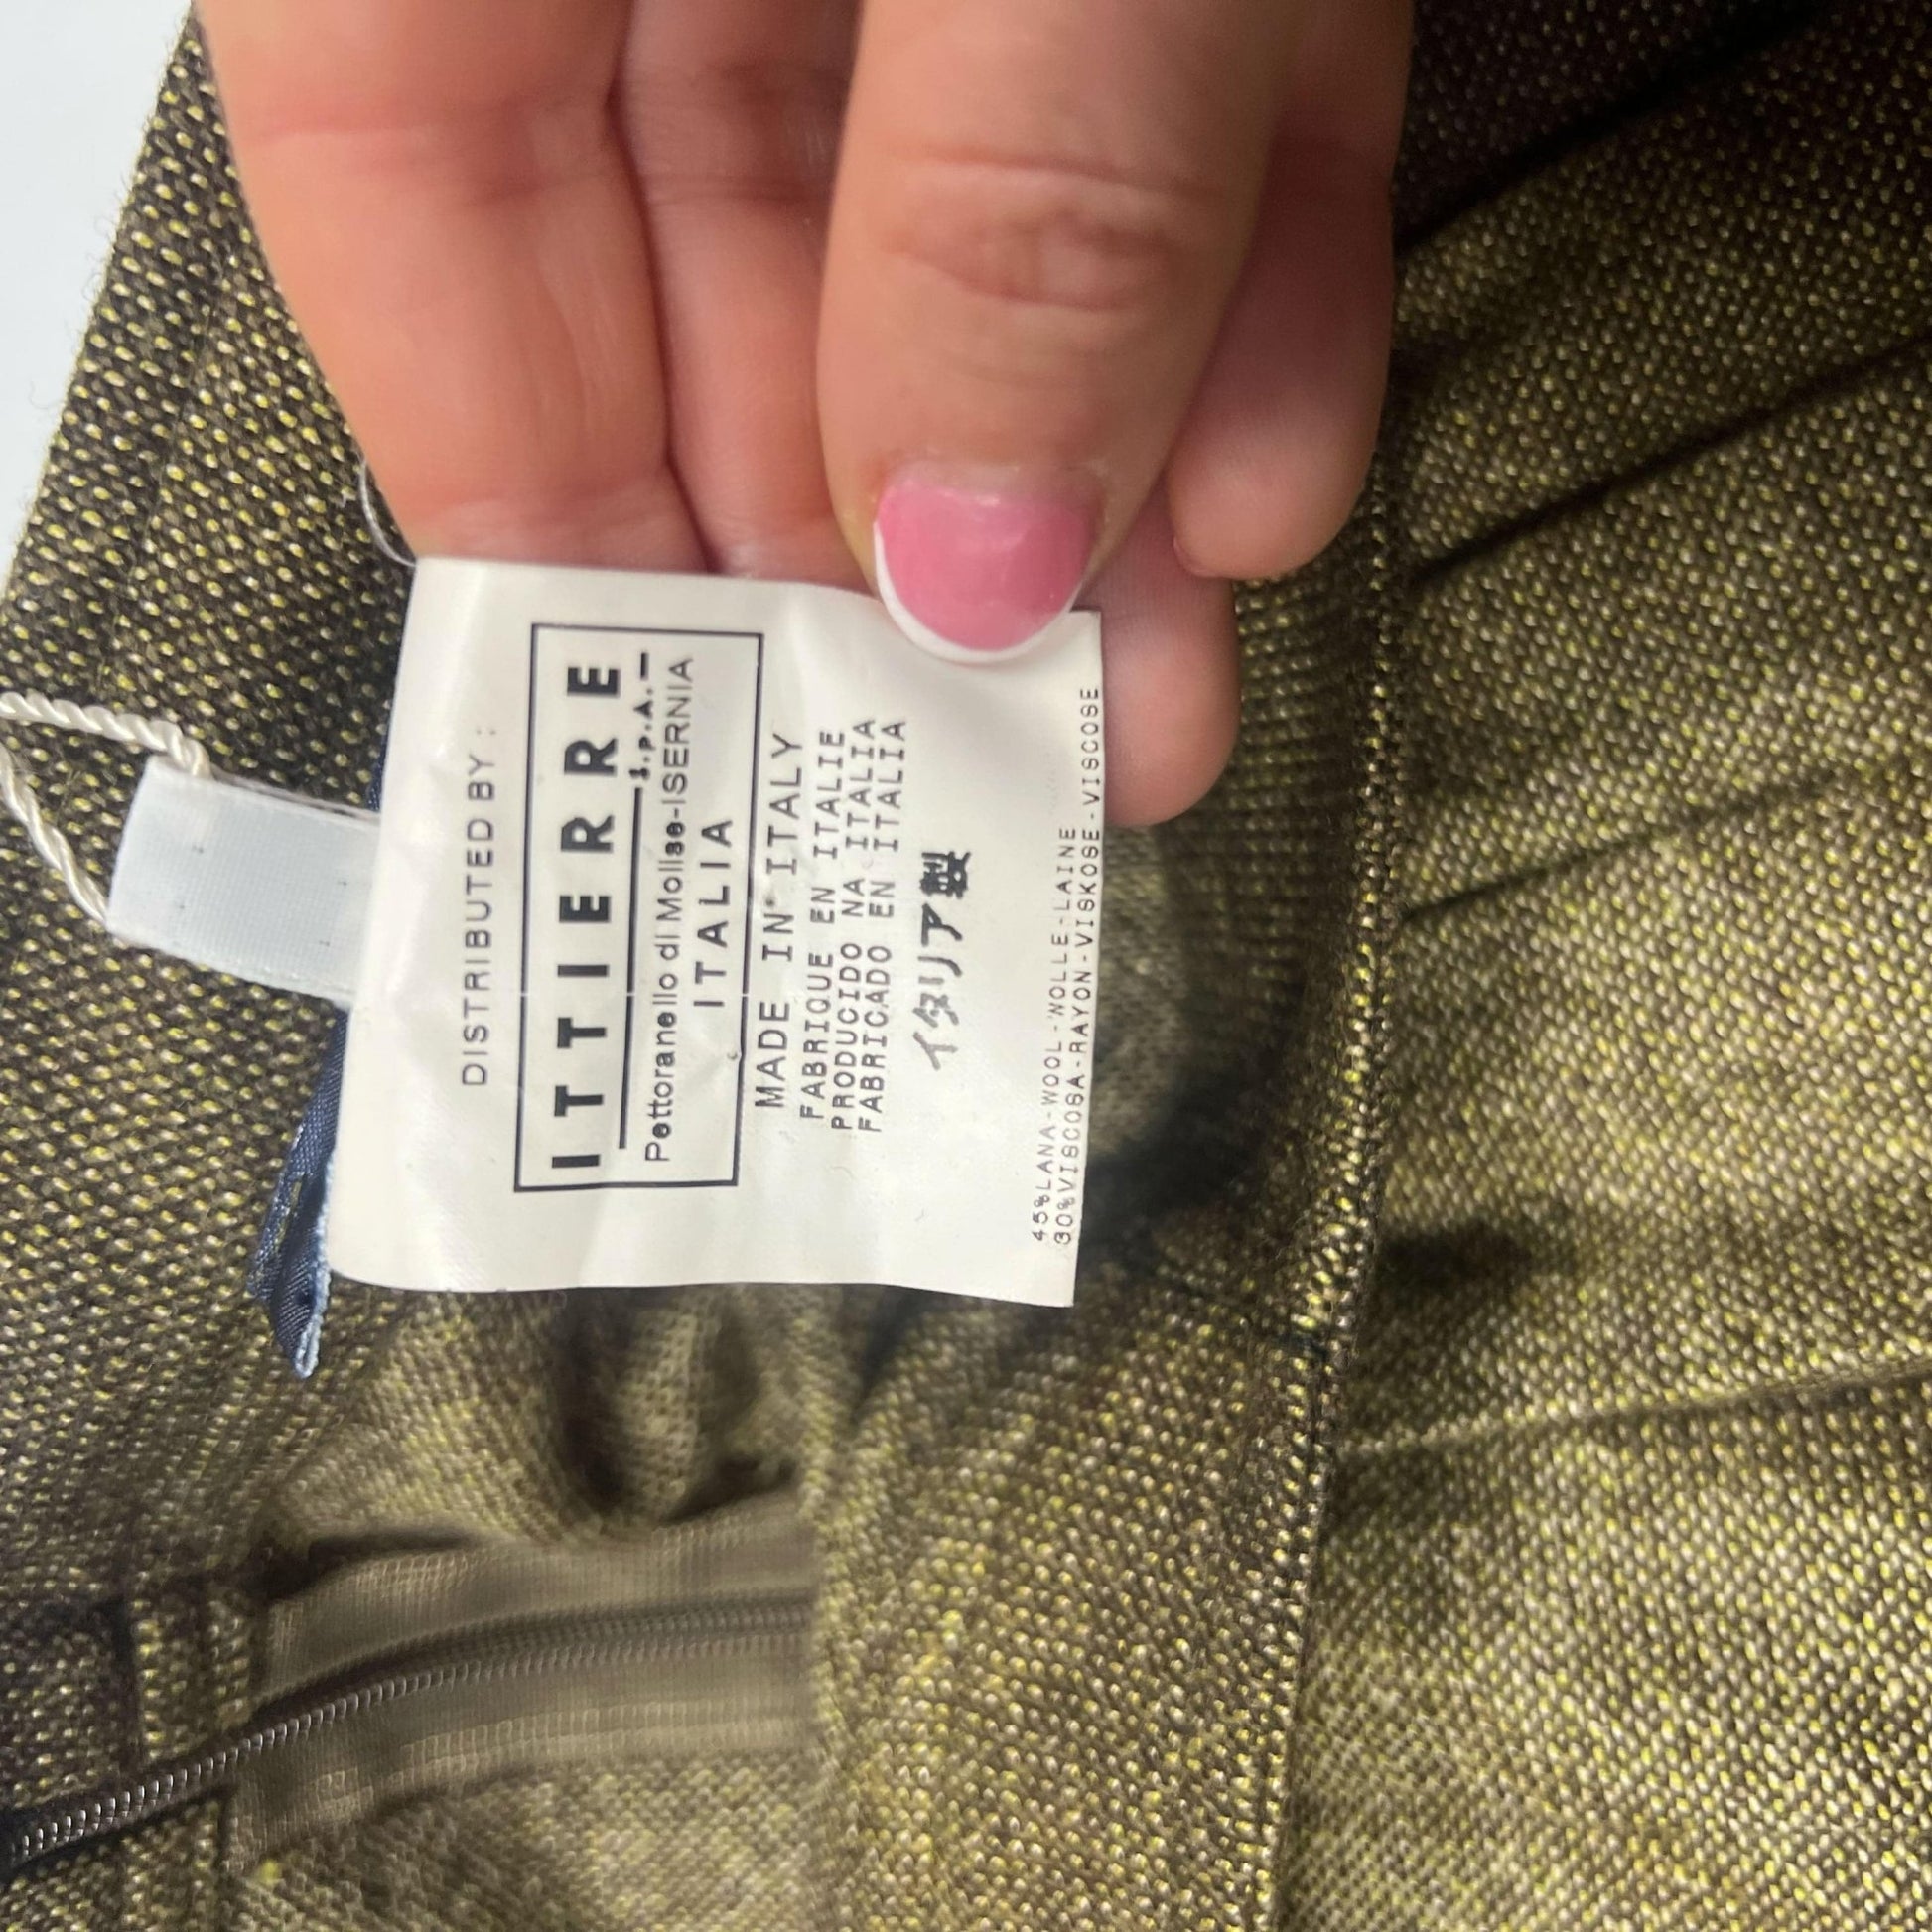 DISTRIBUTED BY :
ITTIERRE
s.p.A.
Pettoranello di Molise-ISERNIA
ITALIA
MADE IN ITALY
FABRIQUE EN ITALIE
PRODUCIDO NA ITALIA
FABRICADO EN ITALIA
イタリア製
45%LANA-WOOL-WOLLE-LAINE
30%VISCOSA-RAYON-VISKOSE-VISCOSE